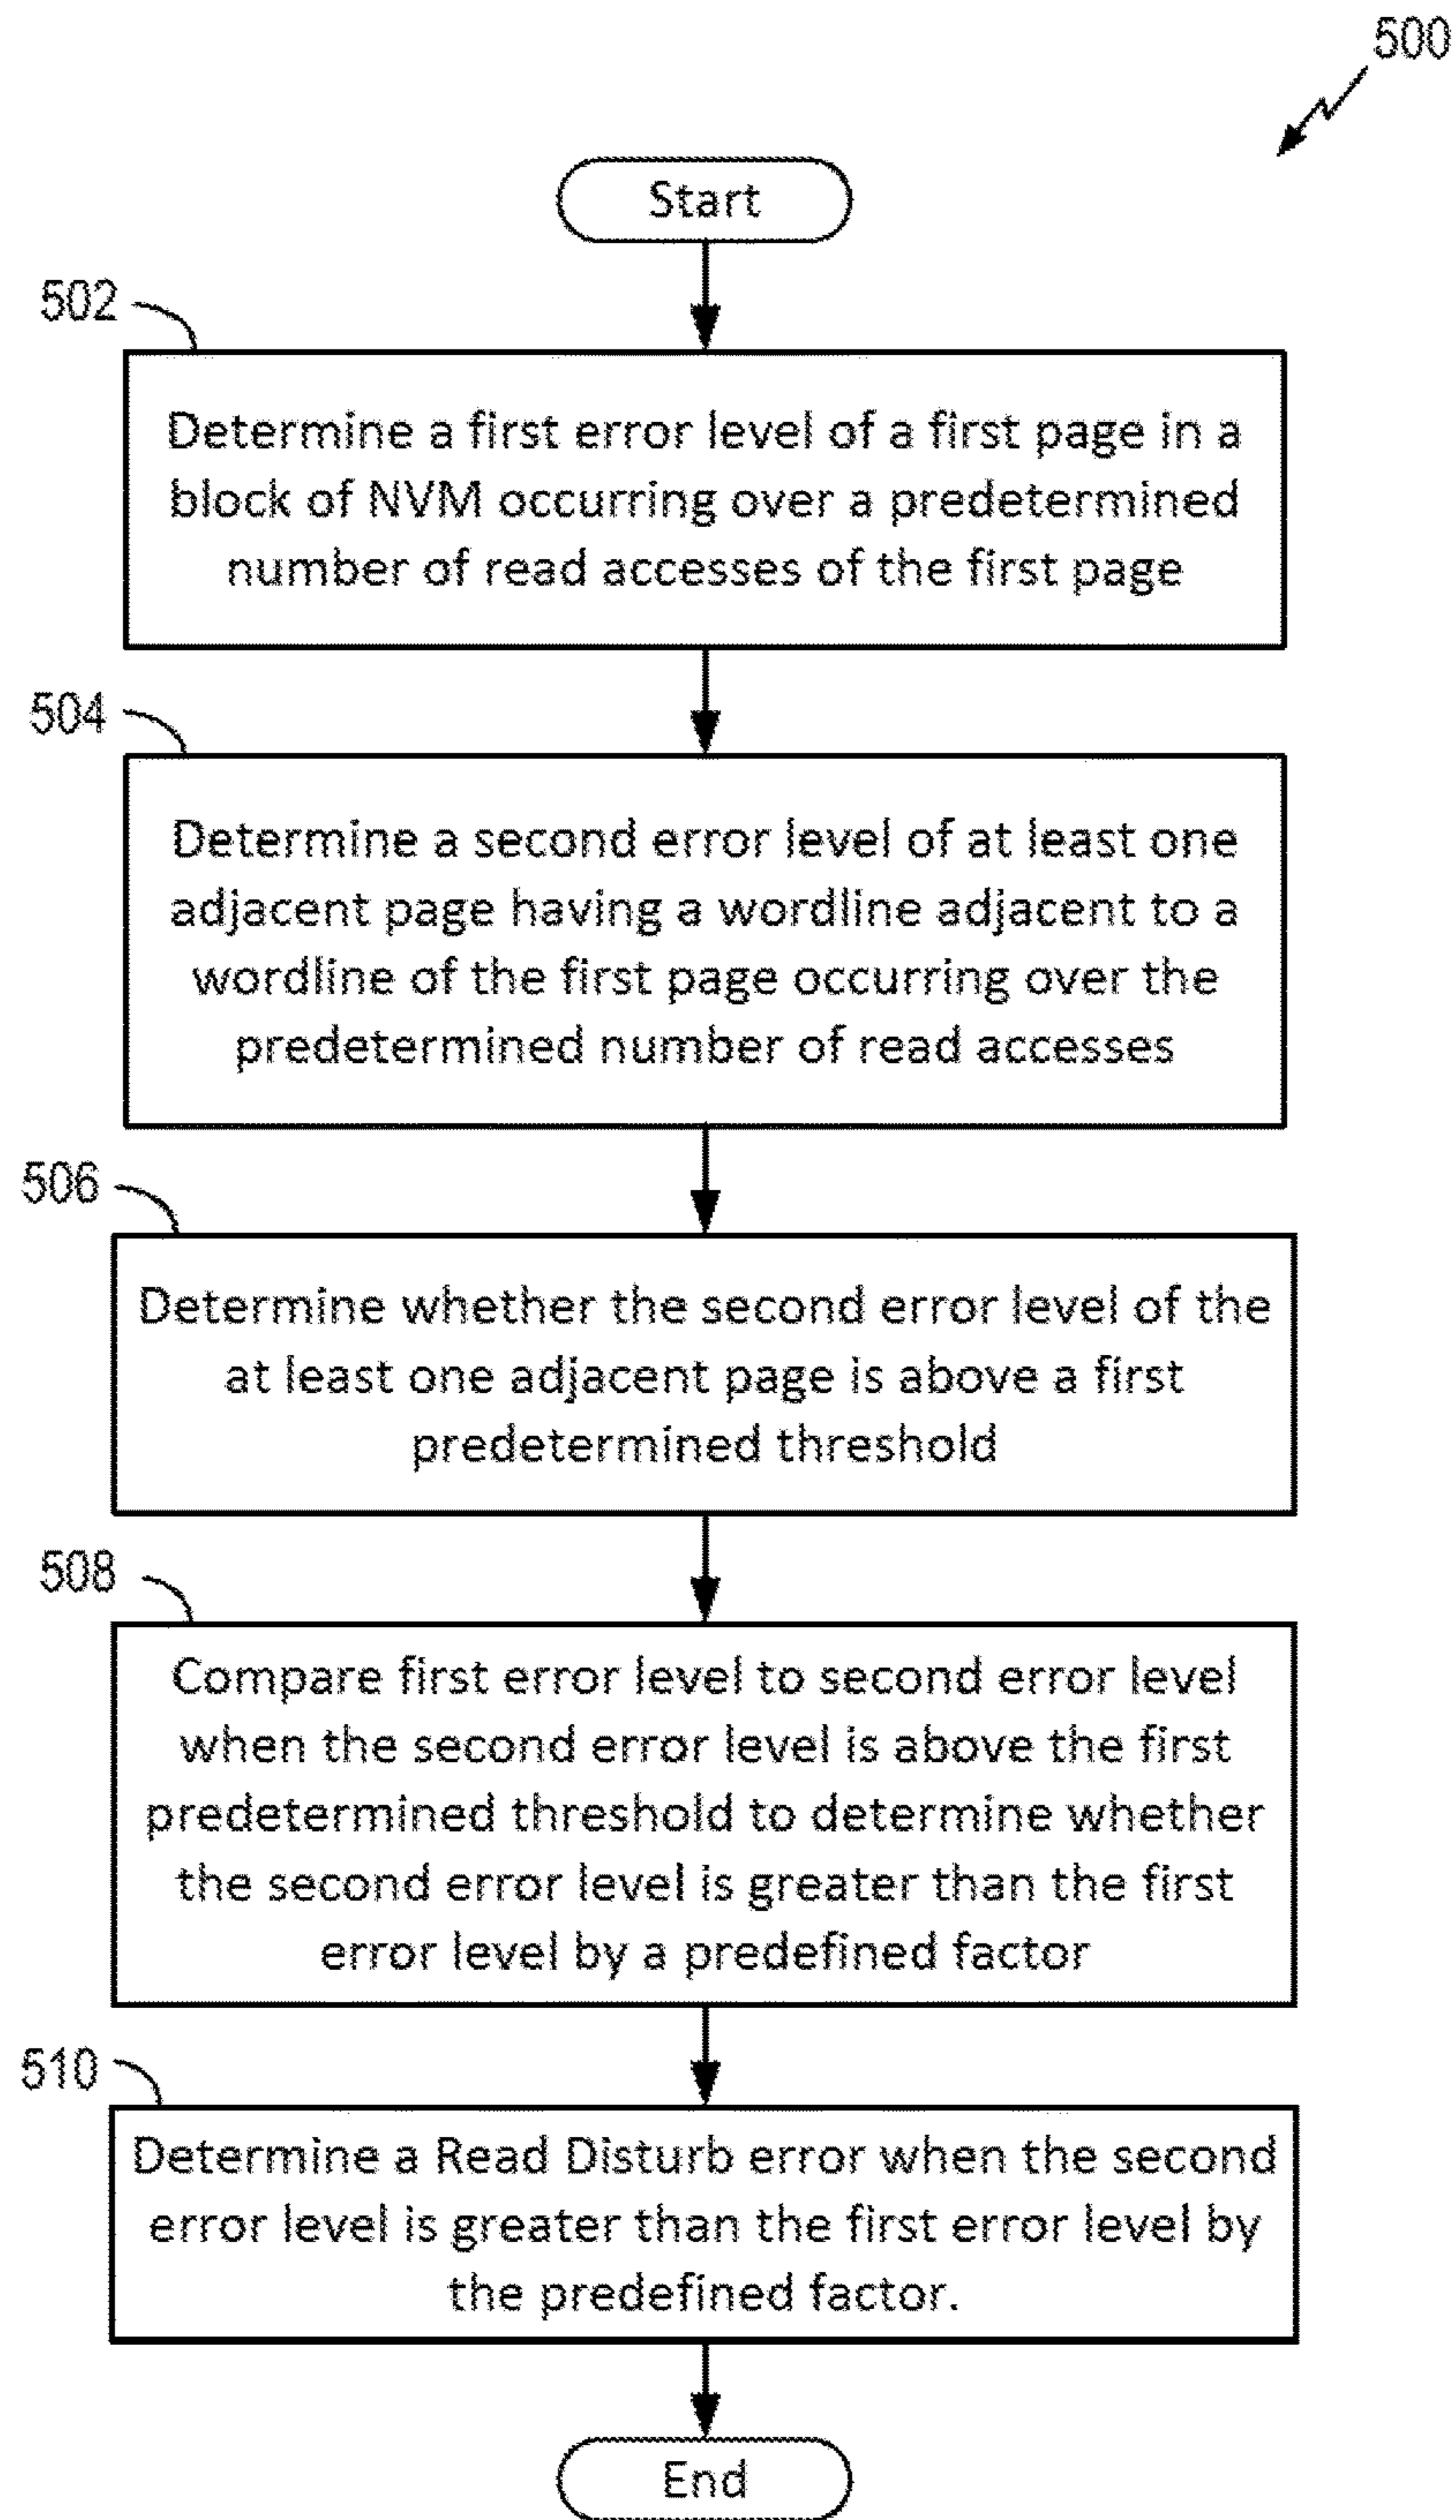 500
Start
502
Determine a first error level of a first page in a
block of NVM occurring over a predetermined
number of read accesses of the first page
504
Determine a second error level of at least one
adjacent page having a wordline adjacent to a
wordline of the first page occurring over the
predetermined number of read accesses
506
Determine whether the second error level of the
at least one adjacent page is above a first
predetermined threshold
508
Compare first error level to second error level
when the second error level is above the first
predetermined threshold to determine whether
the second error level is greater than the first
error level by a predefined factor
510
Determine a Read Disturb error when the second
error level is greater than the first error level by
the predefined factor.
End